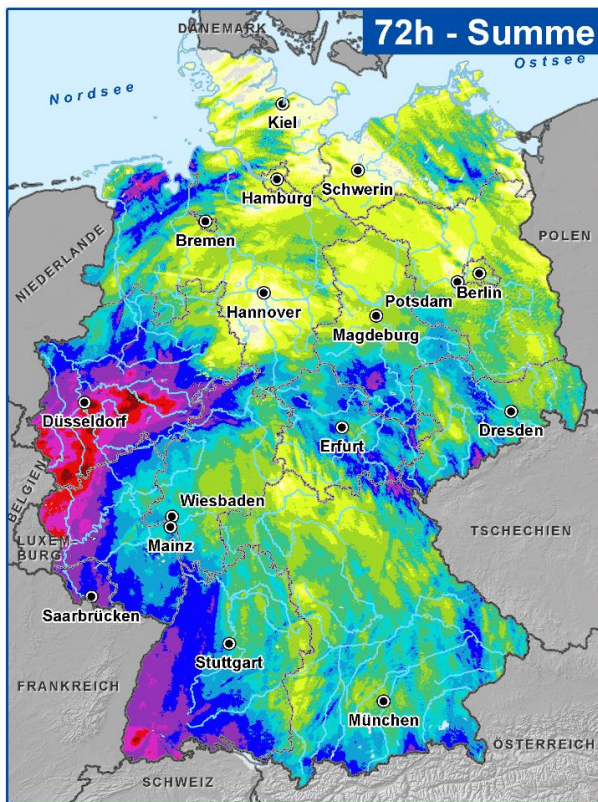 DÄNEMARK
72h - Summe
Nordsee
Ostsee
Kiel
Hamburg
Schwerin
Bremen
NIEDERLANDE
POLEN
Hannover
Potsdam
Berlin
Magdeburg
Düsseldorf
Erfurt
Dresden
BELGIEN
Wiesbaden
LUXEM
BURG
Mainz
TSCHECHIEN
Saarbrücken
Stuttgart
FRANKREICH
München
ÖSTERREICH
SCHWEIZ